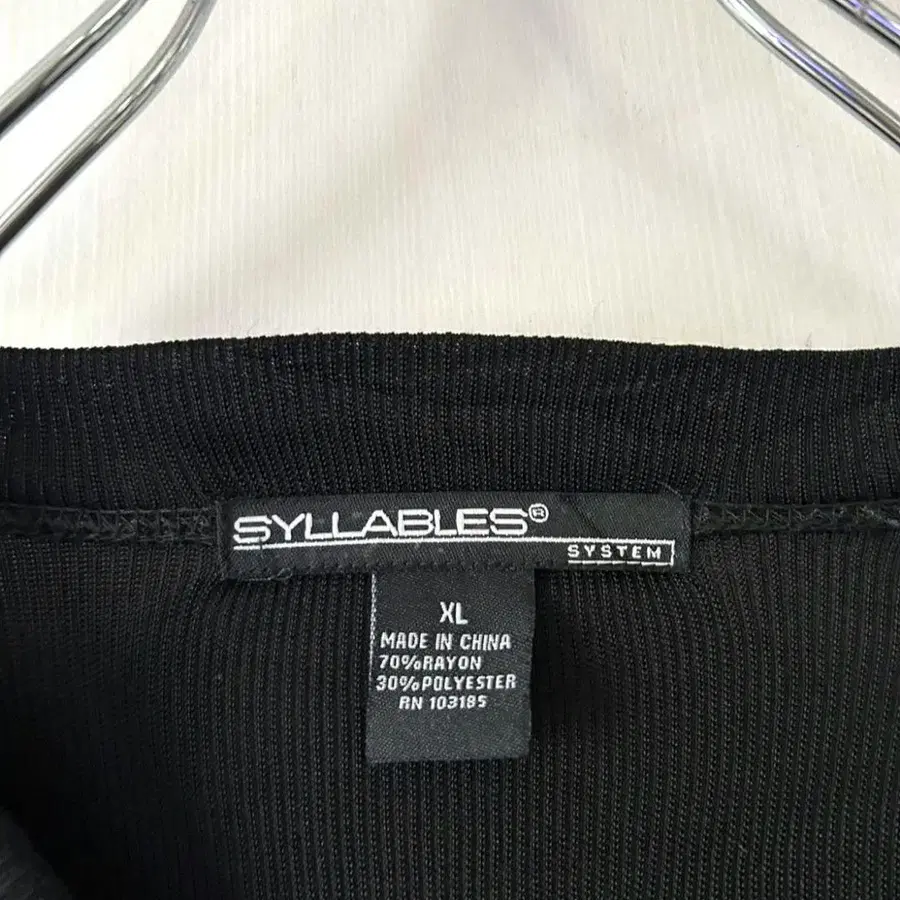 SYLLABLES®
SYSTEM
XL
MADE IN CHINA
70%RAYON
30%POLYESTER
RN 103185